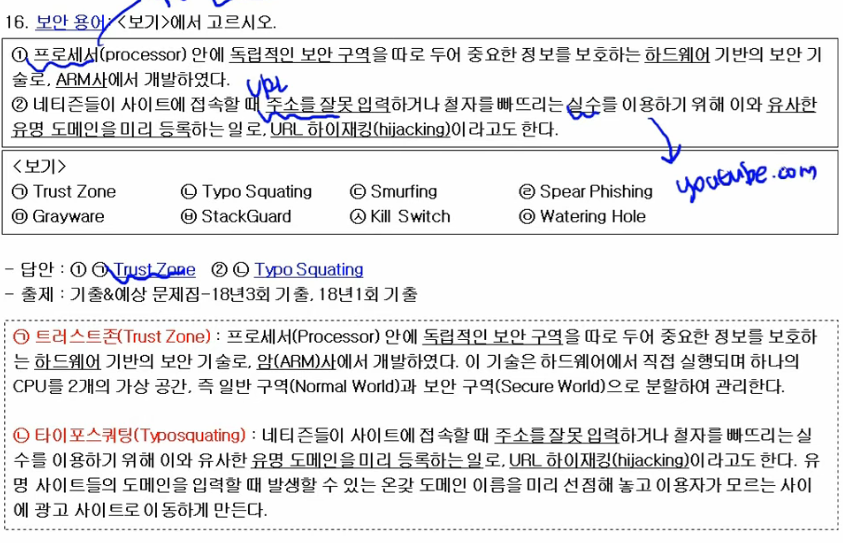 16. 보안 용어, <보기>에서 고르시오.
① 프로세서(processor) 안에 독립적인 보안 구역을 따로 두어 중요한 정보를 보호하는 하드웨어 기반의 보안 기
술로, ARM사에서 개발하였다.
URL
② 네티즌들이 사이트에 접속할 때 주소를 잘못 입력하거나 철자를 빠뜨리는 실수를 이용하기 위해 이와 유사한
유명 도메인을 미리 등록하는 일로, URL 하이재킹(hijacking)이라고도 한다.
<보기>
㉠ Trust Zone ㉡ Typo Squating ㉢ Smurfing ㉣ Spear Phishing
㉤ Grayware ㉥ StackGuard ㉦ Kill Switch ㉧ Watering Hole
- 답안 : ① ㉠ Trust Zone ② ㉡ Typo Squating
- 출제 : 기출&예상 문제집-18년3회 기출, 18년1회 기출
㉠ 트러스트존(Trust Zone) : 프로세서(Processor) 안에 독립적인 보안 구역을 따로 두어 중요한 정보를 보호하
는 하드웨어 기반의 보안 기술로, 암(ARM)사에서 개발하였다. 이 기술은 하드웨어에서 직접 실행되며 하나의
CPU를 2개의 가상 공간, 즉 일반 구역(Normal World)과 보안 구역(Secure World)으로 분할하여 관리한다.
㉡ 타이포스쿼팅(Typosquating) : 네티즌들이 사이트에 접속할 때 주소를 잘못 입력하거나 철자를 빠뜨리는 실
수를 이용하기 위해 이와 유사한 유명 도메인을 미리 등록하는 일로, URL 하이재킹(hijacking)이라고도 한다. 유
명 사이트들의 도메인을 입력할 때 발생할 수 있는 온갖 도메인 이름을 미리 선점해 놓고 이용자가 모르는 사이
에 광고 사이트로 이동하게 만든다.